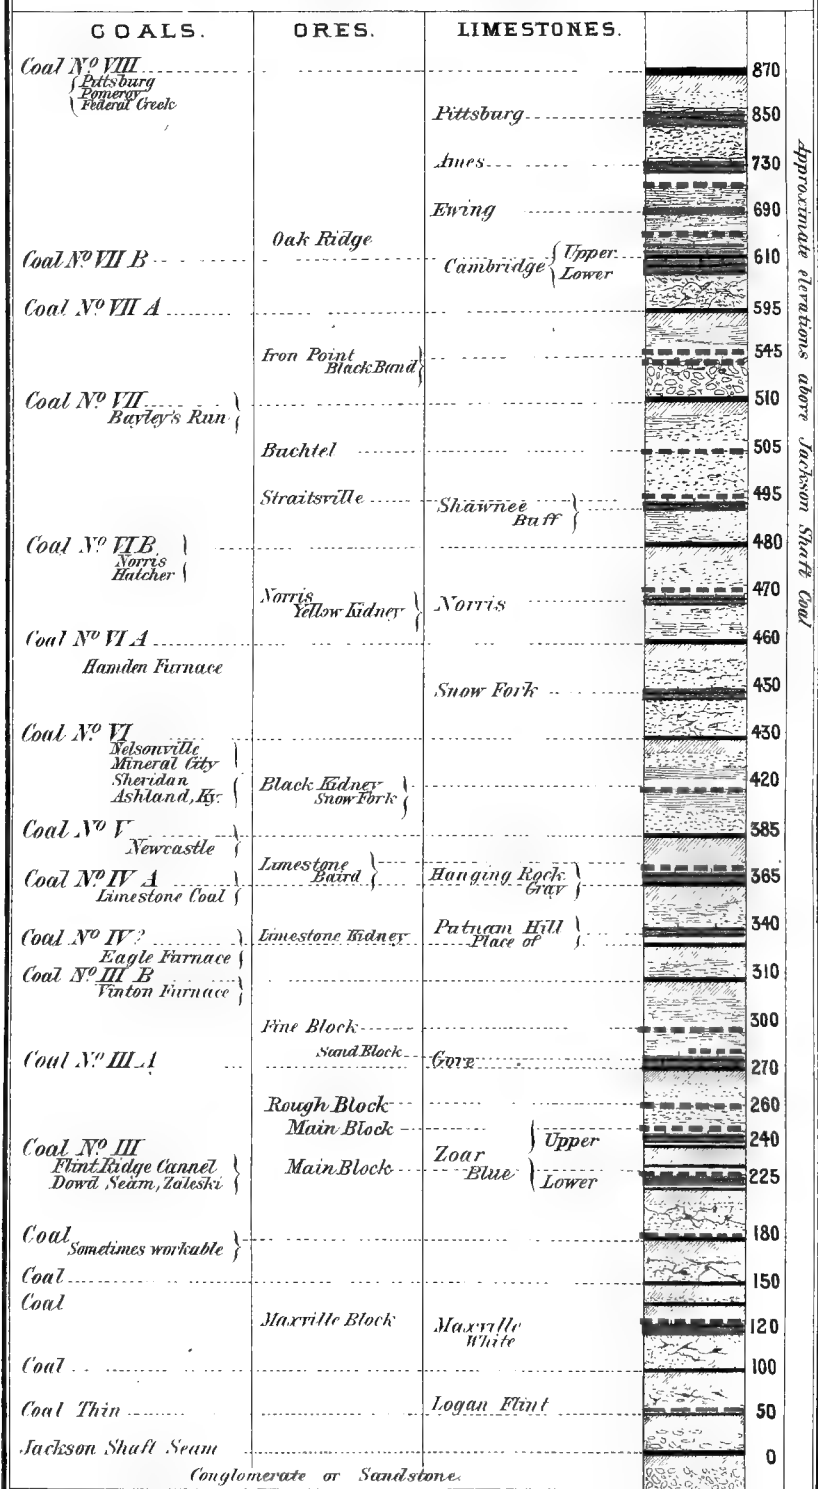 COALS. ORES. LIMESTONES.
Coal Nº VIII 870
Pittsburg
Pomeroy
Federal Creek
Pittsburg 850
Ames 730
Ewing 690
Oak Ridge
Coal Nº VII B Cambridge Upper 610
Lower
Coal Nº VII A 595
Iron Point 545
Black Band
Coal Nº VII 510
Bayley's Run
Buchtel 505
Straitsville Shawnee 495
Buff
Coal Nº VI B 480
Norris
Hatcher
Norris Norris 470
Yellow Kidney
Coal Nº VI A 460
Hamden Furnace
Snow Fork 450
Coal Nº VI 430
Nelsonville
Mineral City
Sheridan Black Kidney 420
Ashland, Ky. Snow Fork
Coal Nº V 385
Newcastle
Limestone
Baird
Coal Nº IV A Hanging Rock 365
Limestone Coal Gray
Coal Nº IV? Limestone Kidney Putnam Hill 340
Place of
Eagle Furnace
Coal Nº III B 310
Vinton Furnace
Fine Block 300
Sand Block
Coal Nº III A Gore 270
Rough Block 260
Main Block
Coal Nº III Zoar Upper 240
Flint Ridge Cannel Main Block Blue 225
Dowd Seam, Zaleski Lower
Coal 180
Sometimes workable
Coal 150
Coal
Maxville Block Maxville 120
White
Coal 100
Coal Thin Logan Flint 50
Jackson Shaft Seam 0
Conglomerate or Sandstone.
Approximate elevations above Jackson Shaft Coal